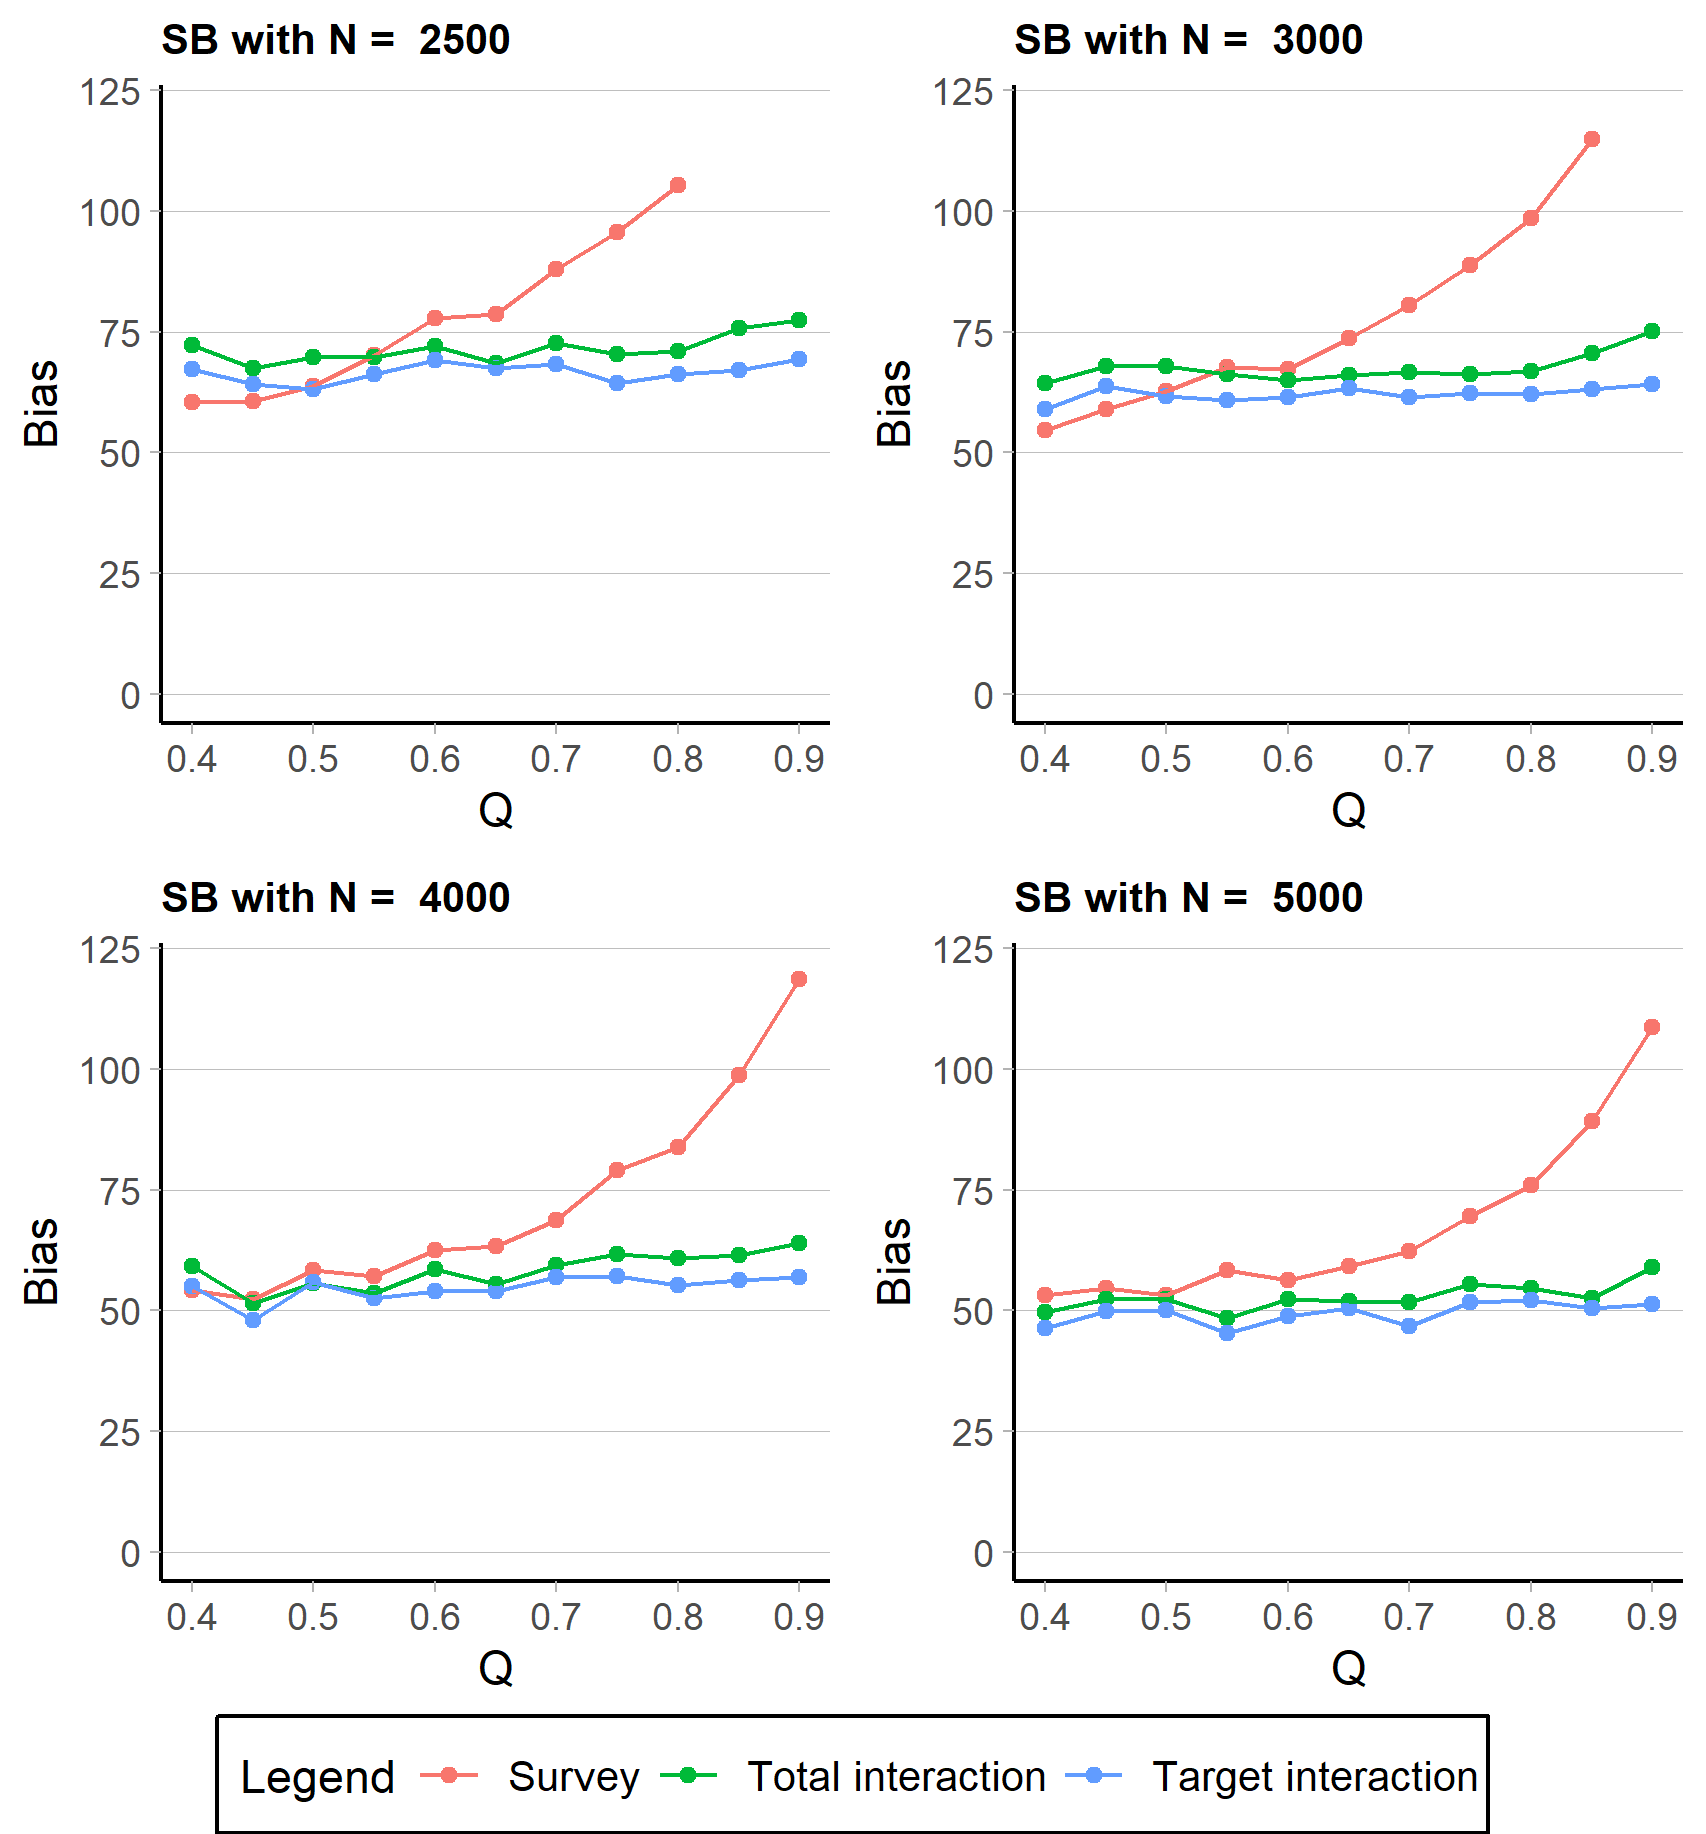 SB with N =  2500
125
100
75
50
25
0
Bias
0.4 0.5 0.6 0.7 0.8 0.9
Q
SB with N =  3000
125
100
75
50
25
0
Bias
0.4 0.5 0.6 0.7 0.8 0.9
Q
SB with N =  4000
125
100
75
50
25
0
Bias
0.4 0.5 0.6 0.7 0.8 0.9
Q
SB with N =  5000
125
100
75
50
25
0
Bias
0.4 0.5 0.6 0.7 0.8 0.9
Q
Legend Survey Total interaction Target interaction